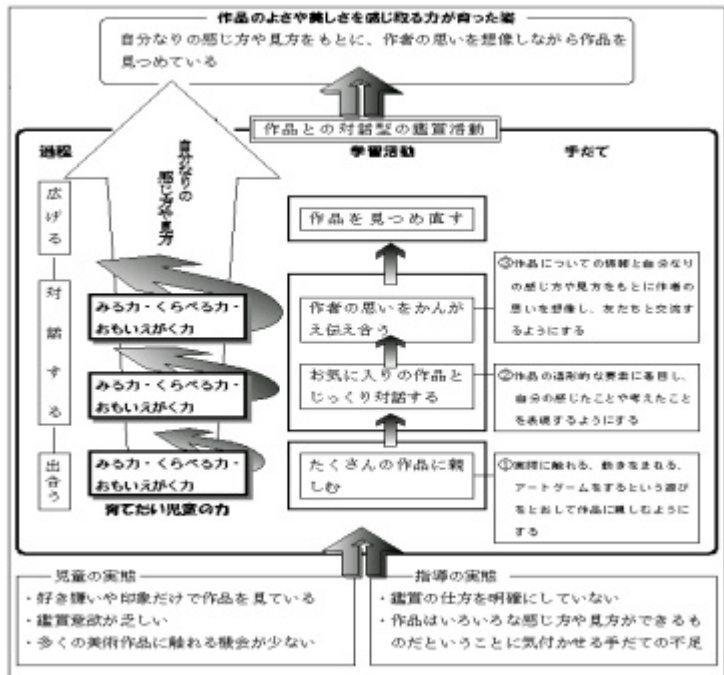 作品のよさや美しさを感じ取る力が育った姿
自分なりの感じ方や見方をもとに、作者の思いを想像しながら作品を
見つめている
作品との対話型の鑑賞活動
過程
学習活動
手だて
自分なりの
感じ方や見方
広げる
対話する
出合う
作品を見つめ直す
作者の思いをかんが
え伝え合う
お気に入りの作品と
じっくり対話する
たくさんの作品に親
しむ
みる力・くらべる力・
おもいえがく力
みる力・くらべる力・
おもいえがく力
みる力・くらべる力・
おもいえがく力
育てたい児童の力
③作品についての情報と自分なり
の感じ方や見方をもとに作者の
思いを想像し、友だちと交流す
るようにする
②作品の造形的な要素に着目し、
自分の感じたことや考えたこと
を表現するようにする
①実際に触れる、動きをまねる、
アートゲームをするという遊び
をとおして作品に親しむように
する
児童の実態
・好き嫌いや印象だけで作品を見ている
・鑑賞意欲が乏しい
・多くの美術作品に触れる機会が少ない
指導の実態
・鑑賞の仕方を明確にしていない
・作品はいろいろな感じ方や見方ができるも
のだということに気付かせる手だての不足